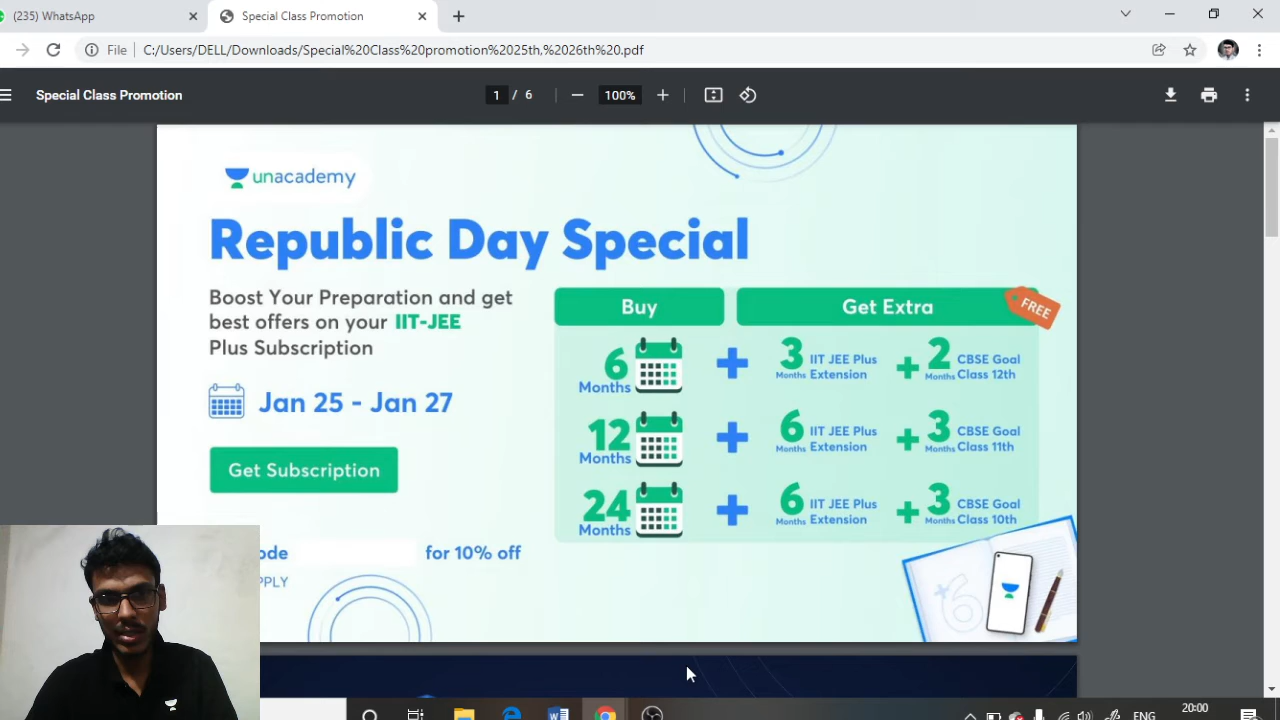 (235) WhatsApp
Special Class Promotion
File C:/Users/DELL/Downloads/Special%20Class%20promotion%2025th,%2026th%20.pdf
Special Class Promotion
1 / 6
100%
unacademy
Republic Day Special
Boost Your Preparation and get
best offers on your IIT-JEE
Plus Subscription
Jan 25 - Jan 27
Get Subscription
for 10% off
Buy
Get Extra
FREE
6 Months + 3 Months IIT JEE Plus Extension + 2 Months CBSE Goal Class 12th
12 Months + 6 Months IIT JEE Plus Extension + 3 Months CBSE Goal Class 11th
24 Months + 6 Months IIT JEE Plus Extension + 3 Months CBSE Goal Class 10th
20:00
ENG